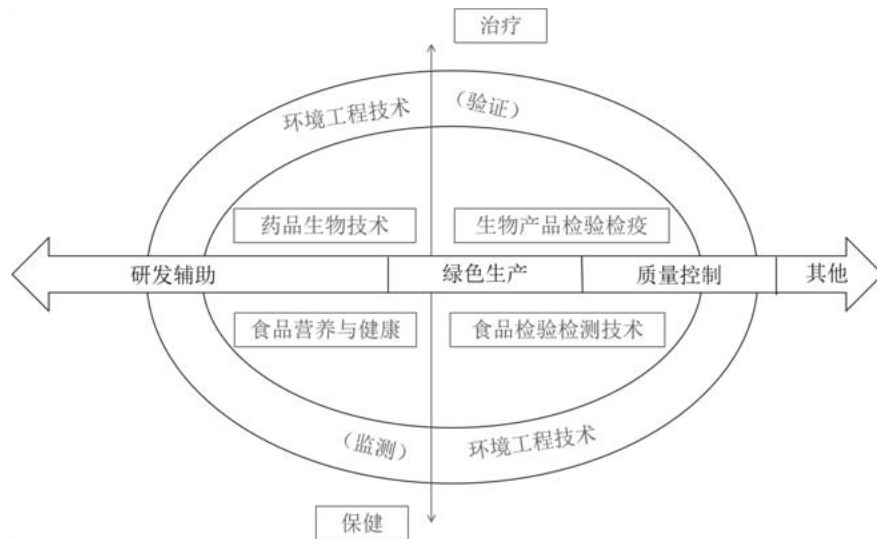 治疗
环境工程技术 （验证）
药品生物技术 生物产品检验检疫
研发辅助 绿色生产 质量控制 其他
食品营养与健康 食品检验检测技术
（监测） 环境工程技术
保健